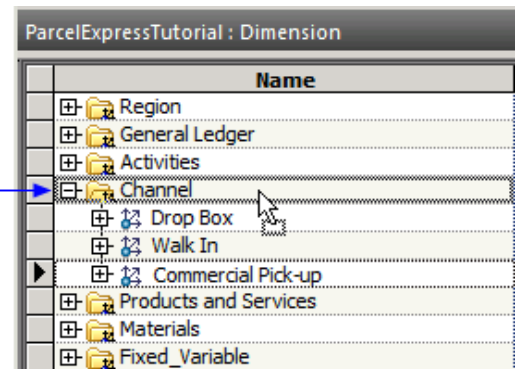 ParcelExpressTutorial : Dimension
Name
Region
General Ledger
Activities
Channel
Drop Box
Walk In
Commercial Pick-up
Products and Services
Materials
Fixed_Variable